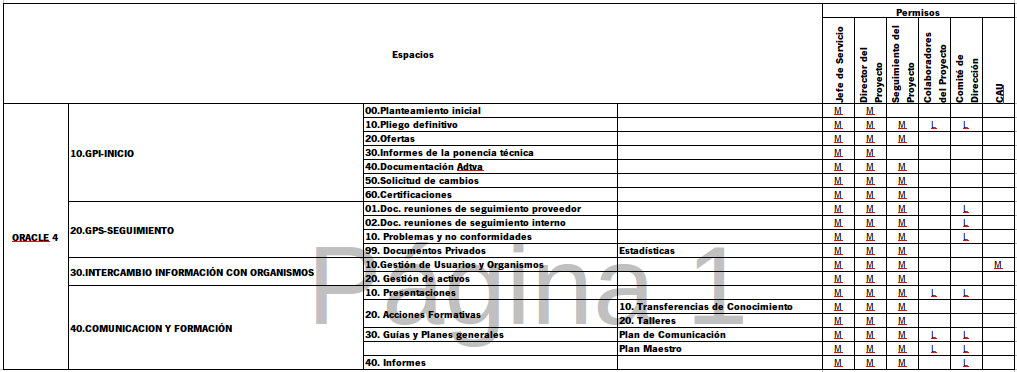 Permisos
Espacios
Jefe de Servicio
Director del Proyecto
Seguimiento del Proyecto
Colaboradores del Proyecto
Comité de Dirección
CAU
ORACLE 4
10.GPI-INICIO
00.Planteamiento inicial M M
10.Pliego definitivo M M M L L
20.Ofertas M M M
30.Informes de la ponencia técnica M M
40.Documentación Adtva M M M
50.Solicitud de cambios M M M
60.Certificaciones M M M
20.GPS-SEGUIMIENTO
01.Doc. reuniones de seguimiento proveedor M M M L
02.Doc. reuniones de seguimiento interno M M M L
10. Problemas y no conformidades M M M L
99. Documentos Privados Estadísticas M M M
30.INTERCAMBIO INFORMACIÓN CON ORGANISMOS
10.Gestión de Usuarios y Organismos M M M M
20. Gestión de activos M M M
40.COMUNICACION Y FORMACIÓN
10. Presentaciones M M M L L
20. Acciones Formativas
10. Transferencias de Conocimiento M M M
20. Talleres M M M
30. Guías y Planes generales Plan de Comunicación M M M L L
Plan Maestro M M M L L
40. Informes M M M L
Página 1